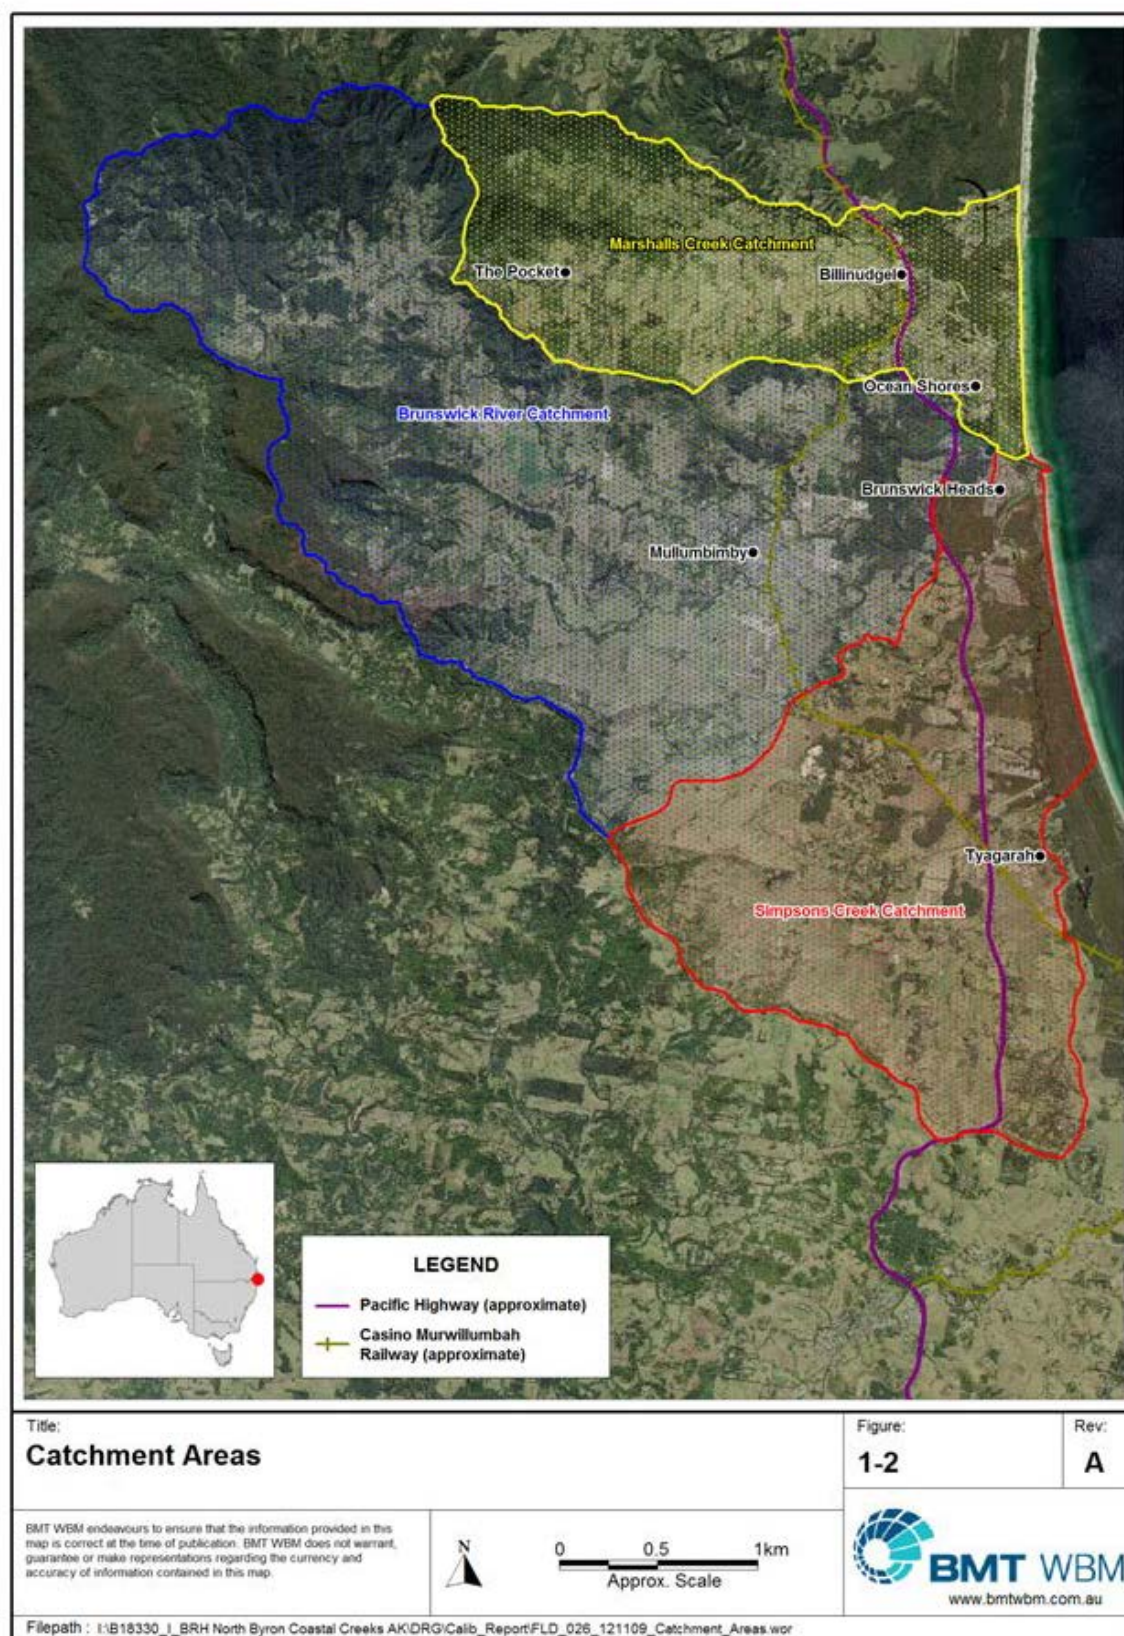 Marshalls Creek Catchment
The Pocket
Billinudgel
Ocean Shores
Brunswick River Catchment
Brunswick Heads
Mullumbimby
Tyagarah
Simpsons Creek Catchment
LEGEND
Pacific Highway (approximate)
Casino Murwillumbah
Railway (approximate)
Title:
Catchment Areas
Figure:
1-2
Rev:
A
BMT WBM endeavours to ensure that the information provided in this
map is correct at the time of publication. BMT WBM does not warrant,
guarantee or make representations regarding the currency and
accuracy of information contained in this map.
N
0 0.5 1km
Approx. Scale
BMT WBM
www.bmtwbm.com.au
Filepath : I:\B18330_I_BRH North Byron Coastal Creeks AK\DRG\Calib_Report\FLD_026_121109_Catchment_Areas.wor